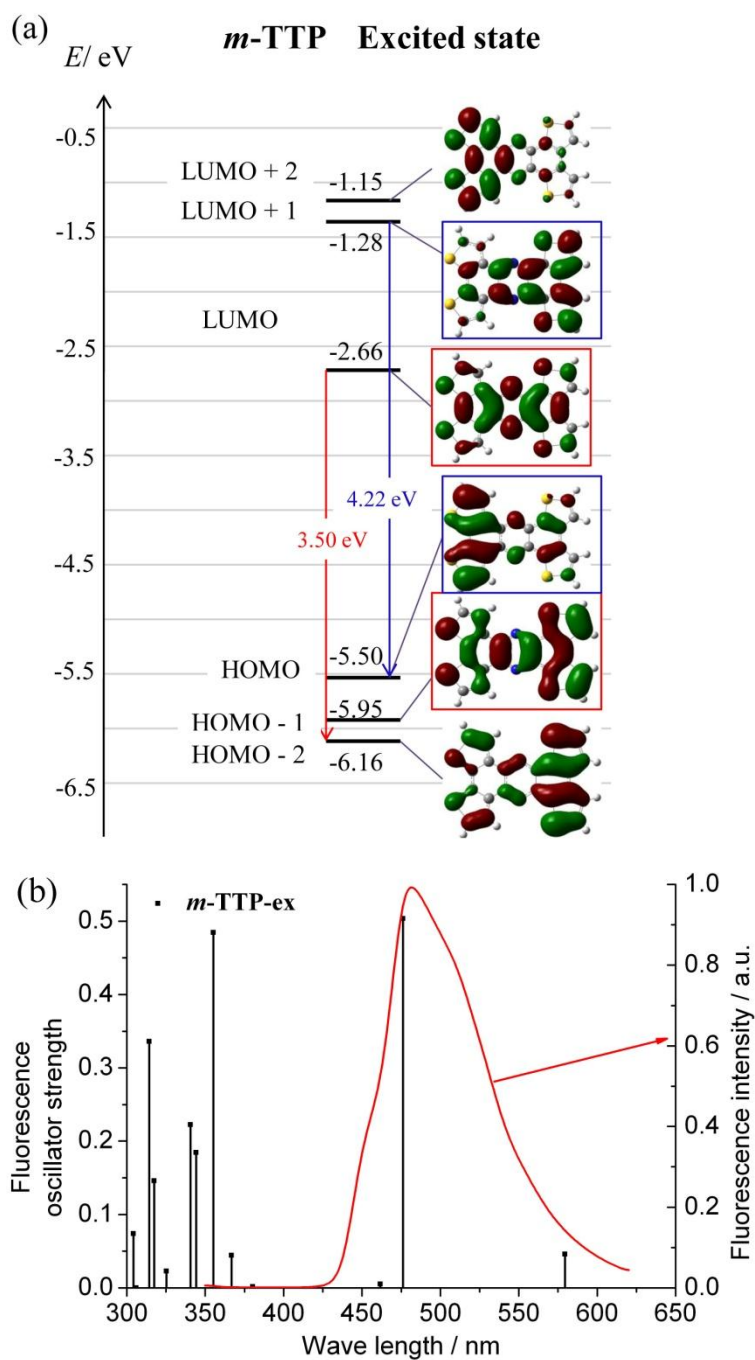 (a)
m-TTP Excited state
E/ eV
-0.5
LUMO + 2
-1.15
LUMO + 1
-1.28
-1.5
LUMO
-2.66
-2.5
-3.5
4.22 eV
3.50 eV
-4.5
HOMO
-5.50
-5.5
HOMO - 1
-5.95
HOMO - 2
-6.16
-6.5
(b)
m-TTP-ex
0.5
0.4
0.3
0.2
0.1
0.0
Fluorescence
oscillator strength
1.0
0.8
0.6
0.4
0.2
0.0
Fluorescence intensity / a.u.
300 350 400 450 500 550 600 650
Wave length / nm